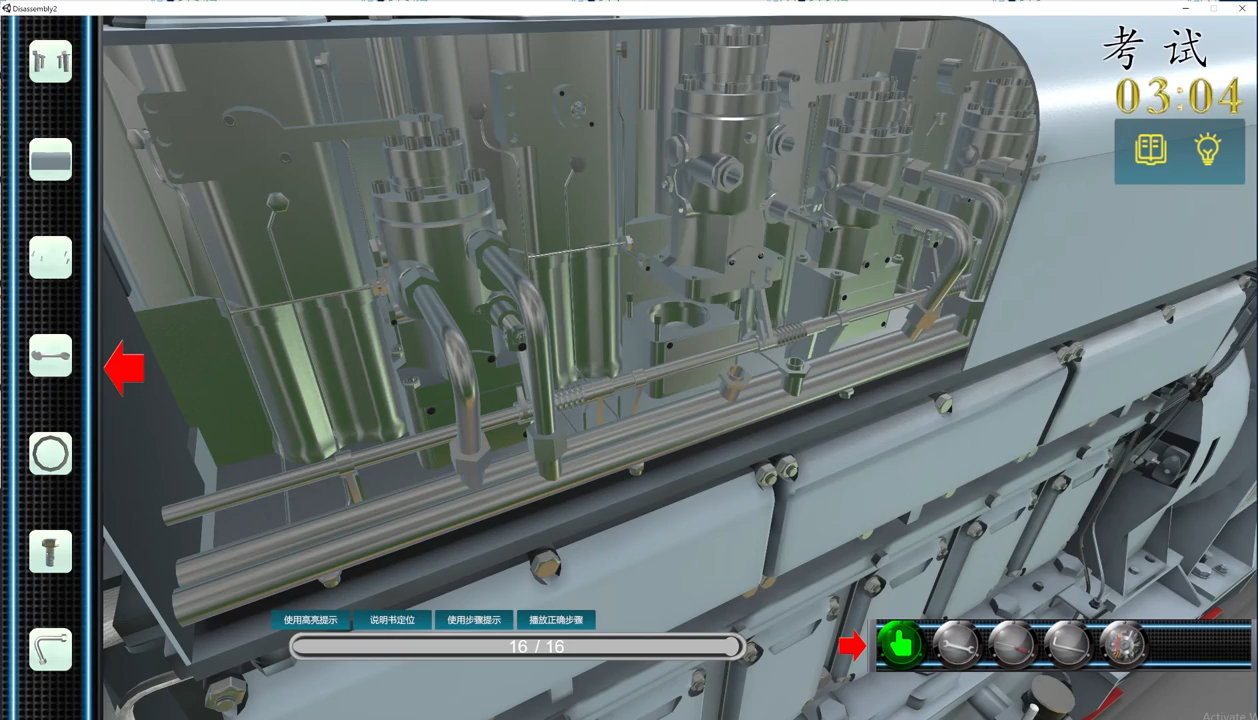 Disassembly2
考试
03:04
使用高亮提示
说明书定位
使用步骤提示
播放正确步骤
16 / 16